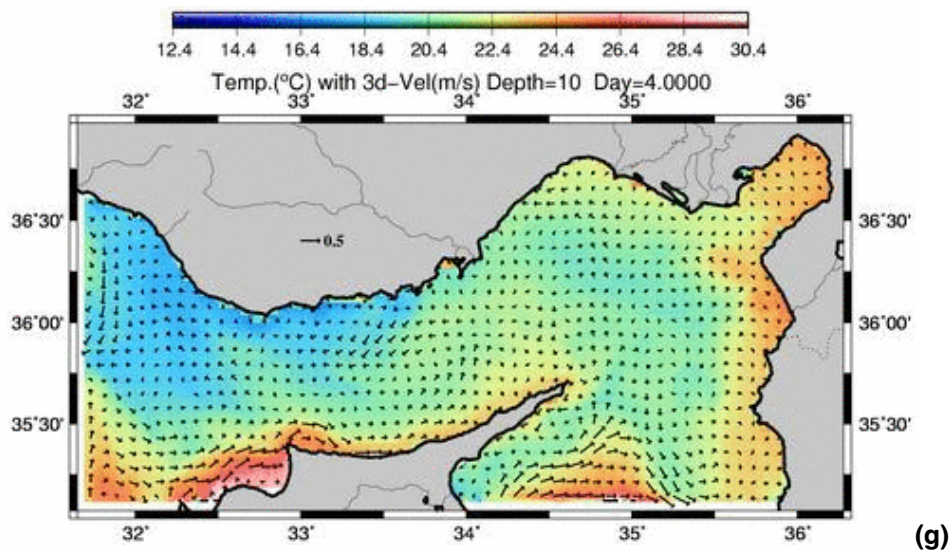 12.4 14.4 16.4 18.4 20.4 22.4 24.4 26.4 28.4 30.4
Temp.(°C) with 3d-Vel(m/s) Depth=10 Day=4.0000
32° 33° 34° 35° 36°
36°30' 36°30'
0.5
36°00' 36°00'
35°30' 35°30'
32° 33° 34° 35° 36°
(g)